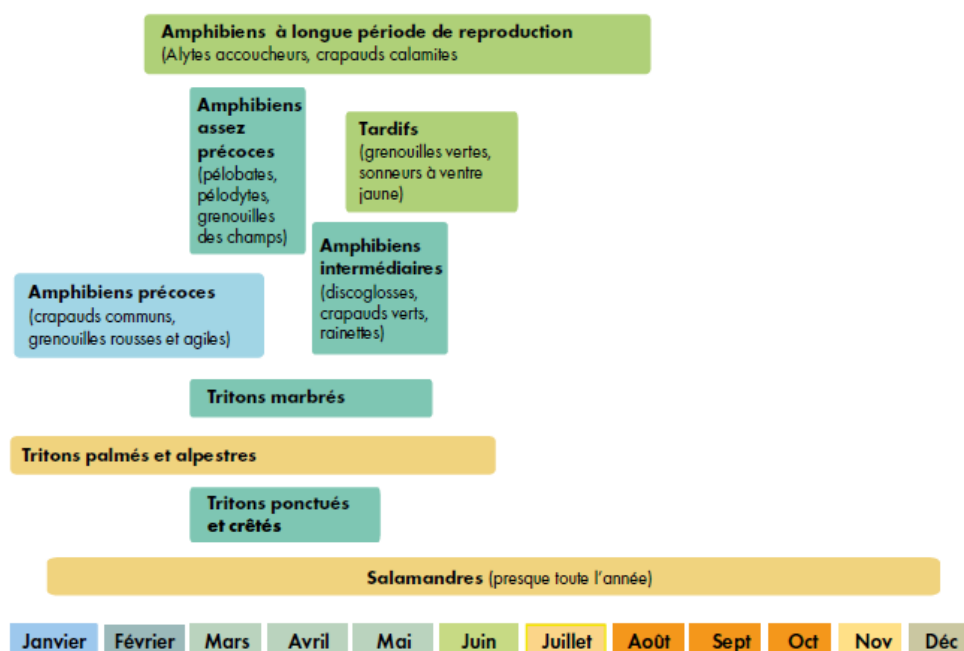 Amphibiens à longue période de reproduction
(Alytes accoucheurs, crapauds calamites
Amphibiens
assez
précoces
(pélobates,
pélodytes,
grenouilles
des champs)
Tardifs
(grenouilles vertes,
sonneurs à ventre
jaune)
Amphibiens
intermédiaires
(discoglosses,
crapauds verts,
rainettes)
Amphibiens précoces
(crapauds communs,
grenouilles rousses et agiles)
Tritons marbrés
Tritons palmés et alpestres
Tritons ponctués
et crêtés
Salamandres (presque toute l'année)
Janvier Février Mars Avril Mai Juin Juillet Août Sept Oct Nov Déc